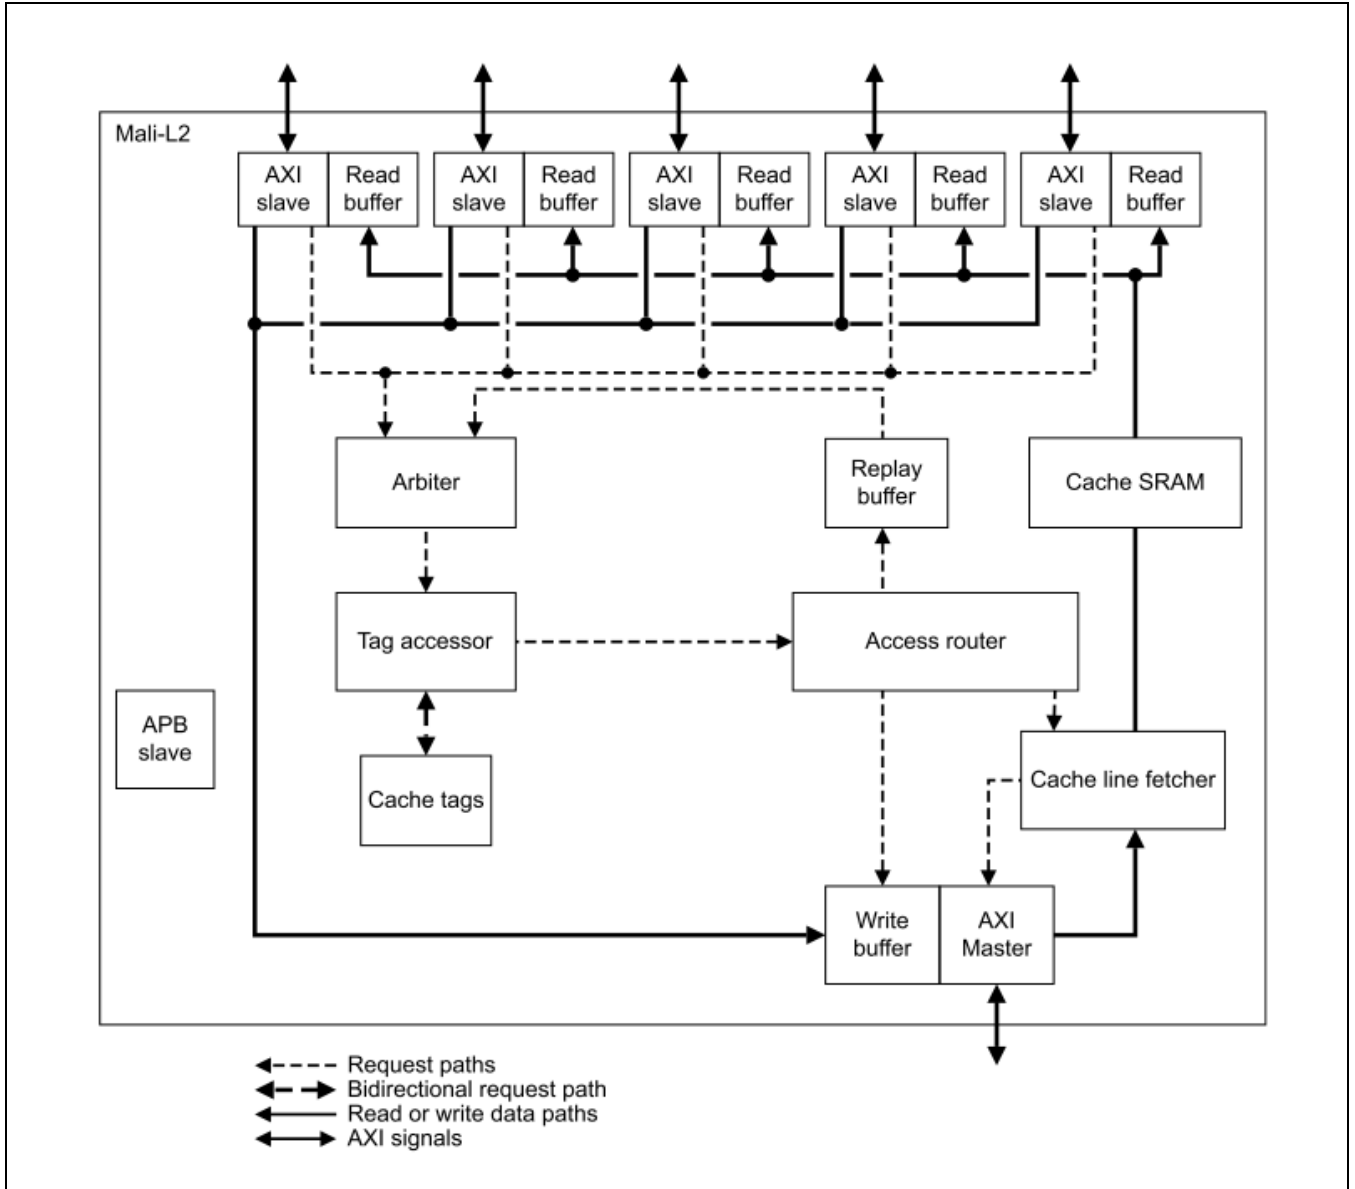 Mali-L2
AXI
slave
Read
buffer
AXI
slave
Read
buffer
AXI
slave
Read
buffer
AXI
slave
Read
buffer
AXI
slave
Read
buffer
Arbiter
Replay
buffer
Cache SRAM
Tag accessor
Access router
APB
slave
Cache tags
Cache line fetcher
Write
buffer
AXI
Master
Request paths
Bidirectional request path
Read or write data paths
AXI signals